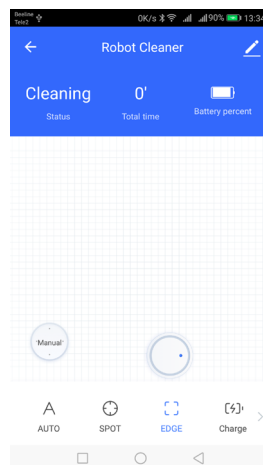 Beeline
Tele2
0K/s 90% 13:34
Robot Cleaner
Cleaning 0'
Status Total time Battery percent
Manual
AUTO SPOT EDGE Charge